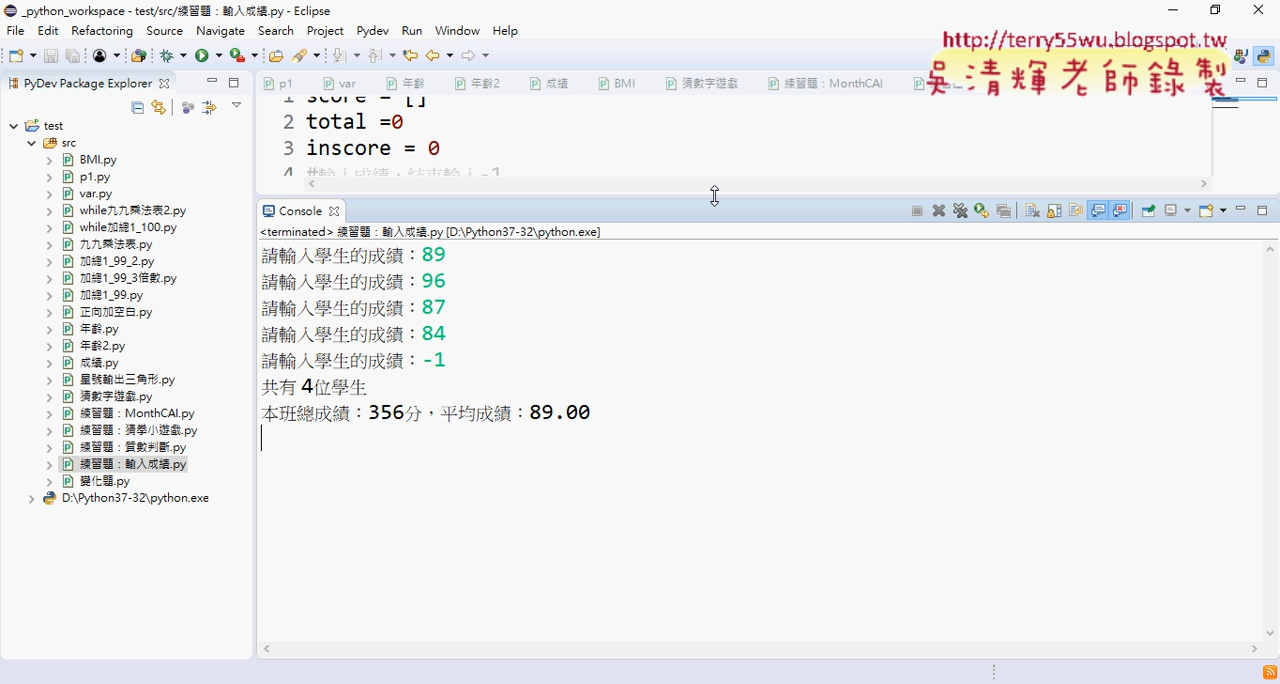 _python_workspace - test/src/練習題：輸入成績.py - Eclipse
File Edit Refactoring Source Navigate Search Project Pydev Run Window Help
http://terry55wu.blogspot.tw
吳清輝老師錄製
PyDev Package Explorer
p1 var 年齡 年齡2 成績 BMI 猜數字遊戲 練習題：MonthCAI
test
src
BMI.py
p1.py
var.py
while九九乘法表2.py
while加總1_100.py
九九乘法表.py
加總1_99_2.py
加總1_99_3倍數.py
加總1_99.py
正向加空白.py
年齡.py
年齡2.py
成績.py
星號輸出三角形.py
猜數字遊戲.py
練習題：MonthCAI.py
練習題：猜學小遊戲.py
練習題：質數判斷.py
練習題：輸入成績.py
變化題.py
D:\Python37-32\python.exe
1 score = []
2 total =0
3 inscore = 0
4 #輸入成績，結束輸入-1
Console
<terminated> 練習題：輸入成績.py [D:\Python37-32\python.exe]
請輸入學生的成績：89
請輸入學生的成績：96
請輸入學生的成績：87
請輸入學生的成績：84
請輸入學生的成績：-1
共有 4位學生
本班總成績：356分，平均成績：89.00